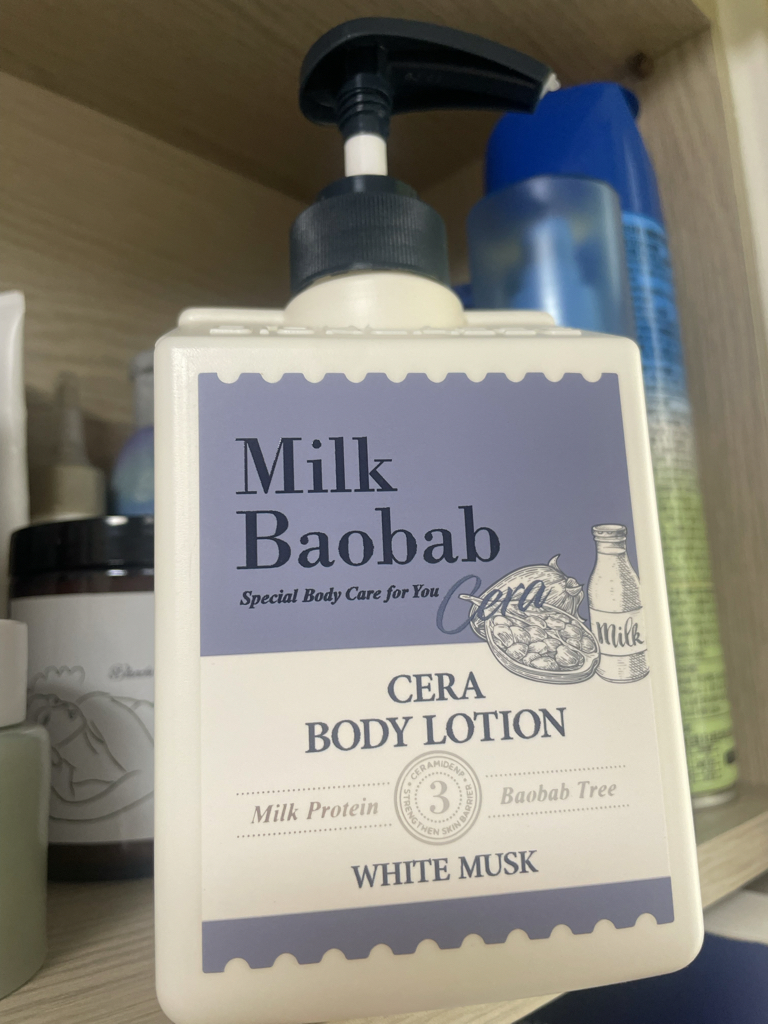 Milk
Baobab
Special Body Care for You
Cera
Milk
CERA
BODY LOTION
CERAMIDENP
3
STRENGTHEN SKIN BARRIER
Milk Protein
Baobab Tree
WHITE MUSK